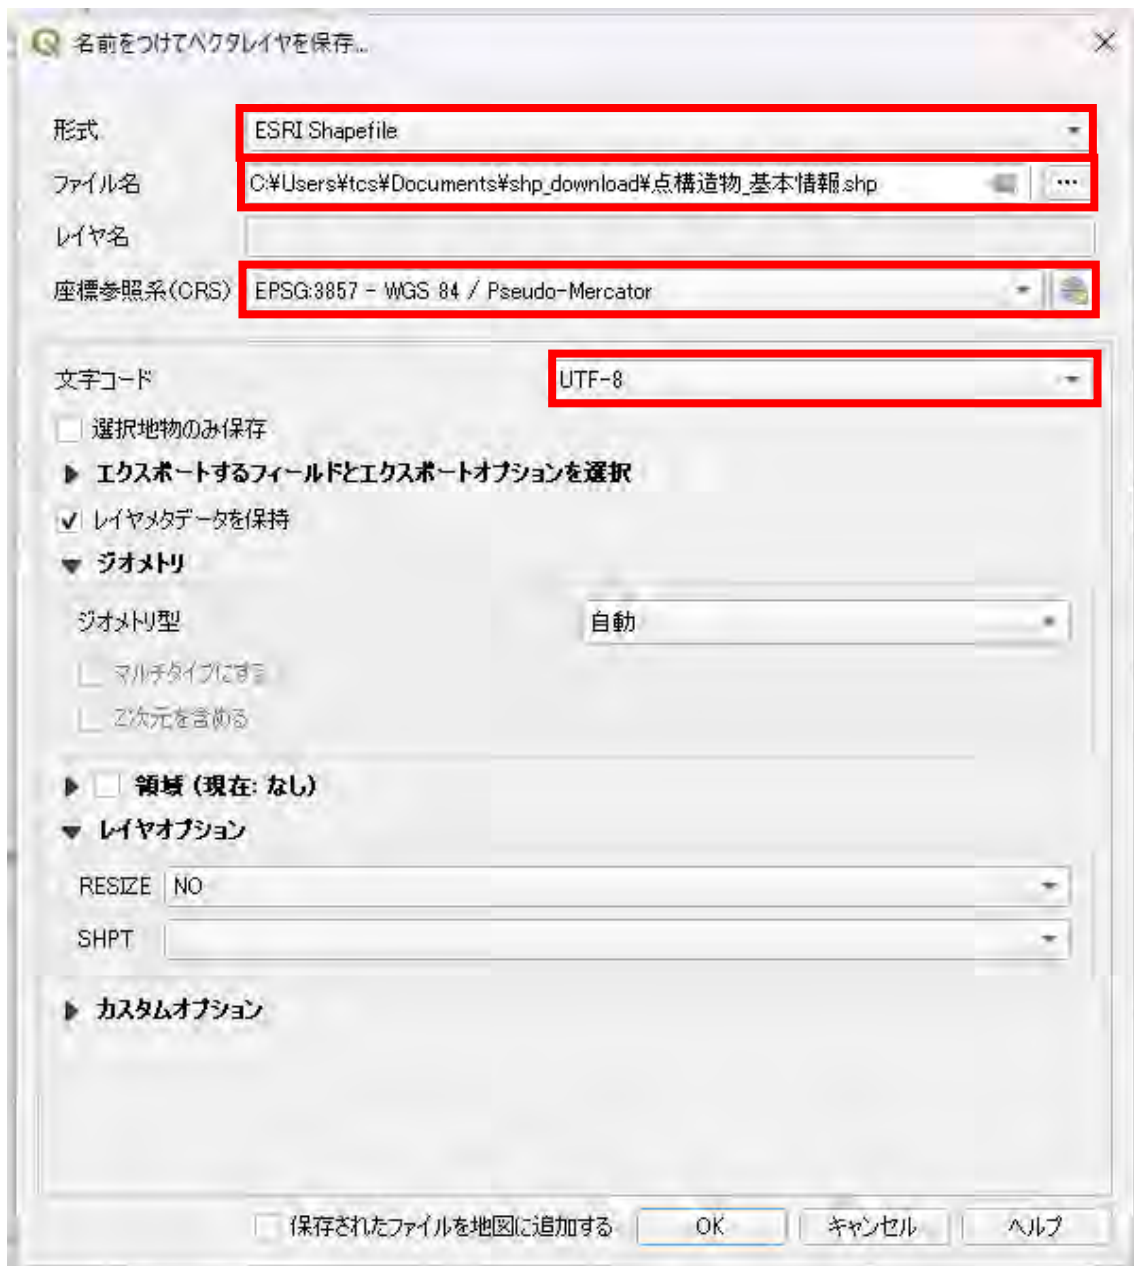 名前をつけてベクタレイヤを保存...
形式 ESRI Shapefile
ファイル名 C:¥Users¥tcs¥Documents¥shp_download¥点構造物_基本情報.shp ...
レイヤ名
座標参照系(CRS) EPSG:3857 - WGS 84 / Pseudo-Mercator
文字コード UTF-8
選択地物のみ保存
エクスポートするフィールドとエクスポートオプションを選択
レイヤメタデータを保持
ジオメトリ
ジオメトリ型 自動
マルチタイプにする
Z次元を含める
領域 (現在: なし)
レイヤオプション
RESIZE NO
SHPT
カスタムオプション
保存されたファイルを地図に追加する OK キャンセル ヘルプ